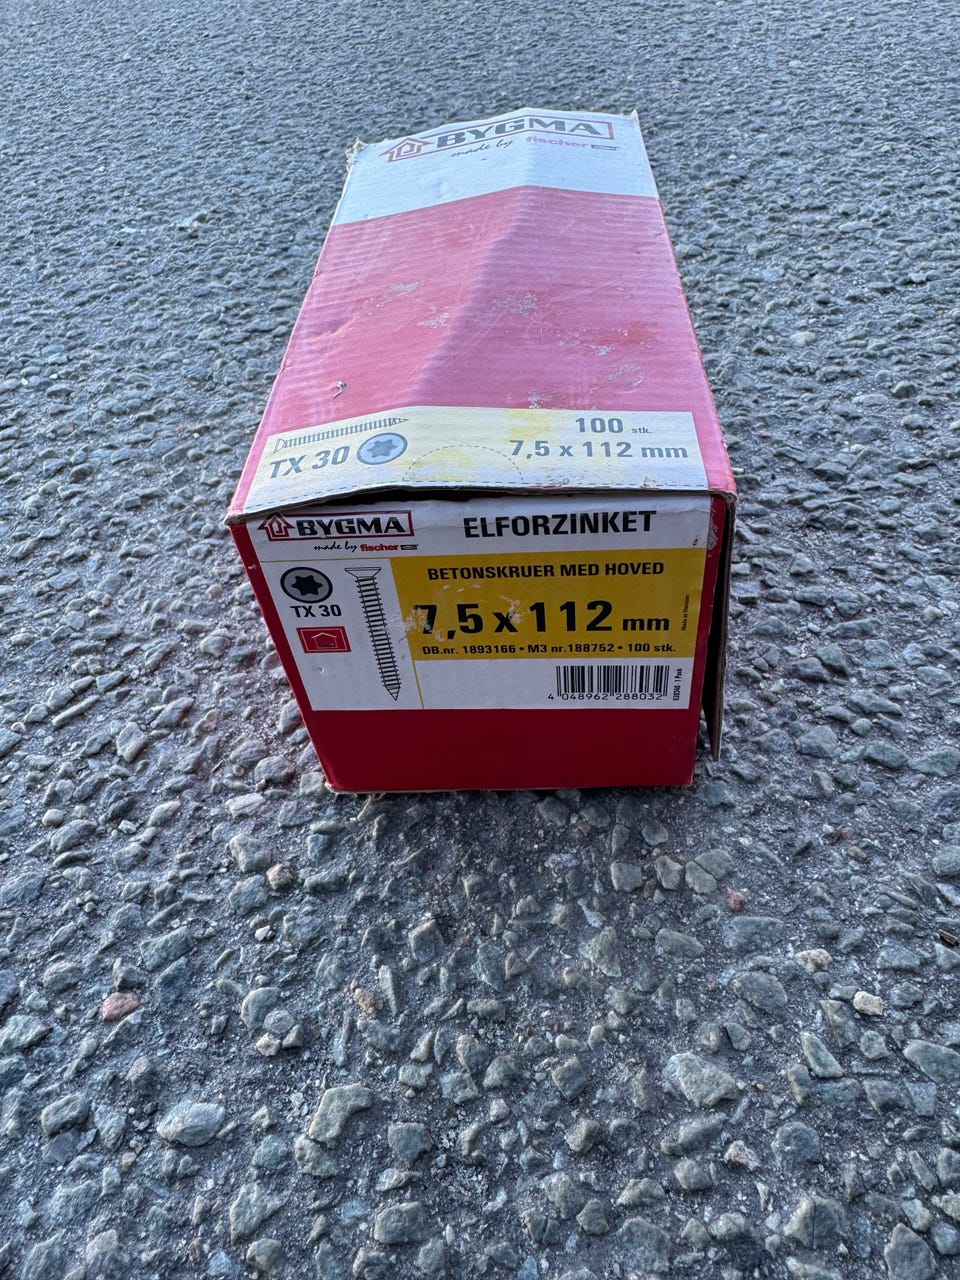 BYGMA
made by fischer
100 stk.
TX 30
7,5 x 112 mm
BYGMA
made by fischer
ELFORZINKET
TX 30
BETONSKRUER MED HOVED
7,5 x 112 mm
DB.nr. 1893166 • M3 nr.188752 • 100 stk.
4 048962 288032